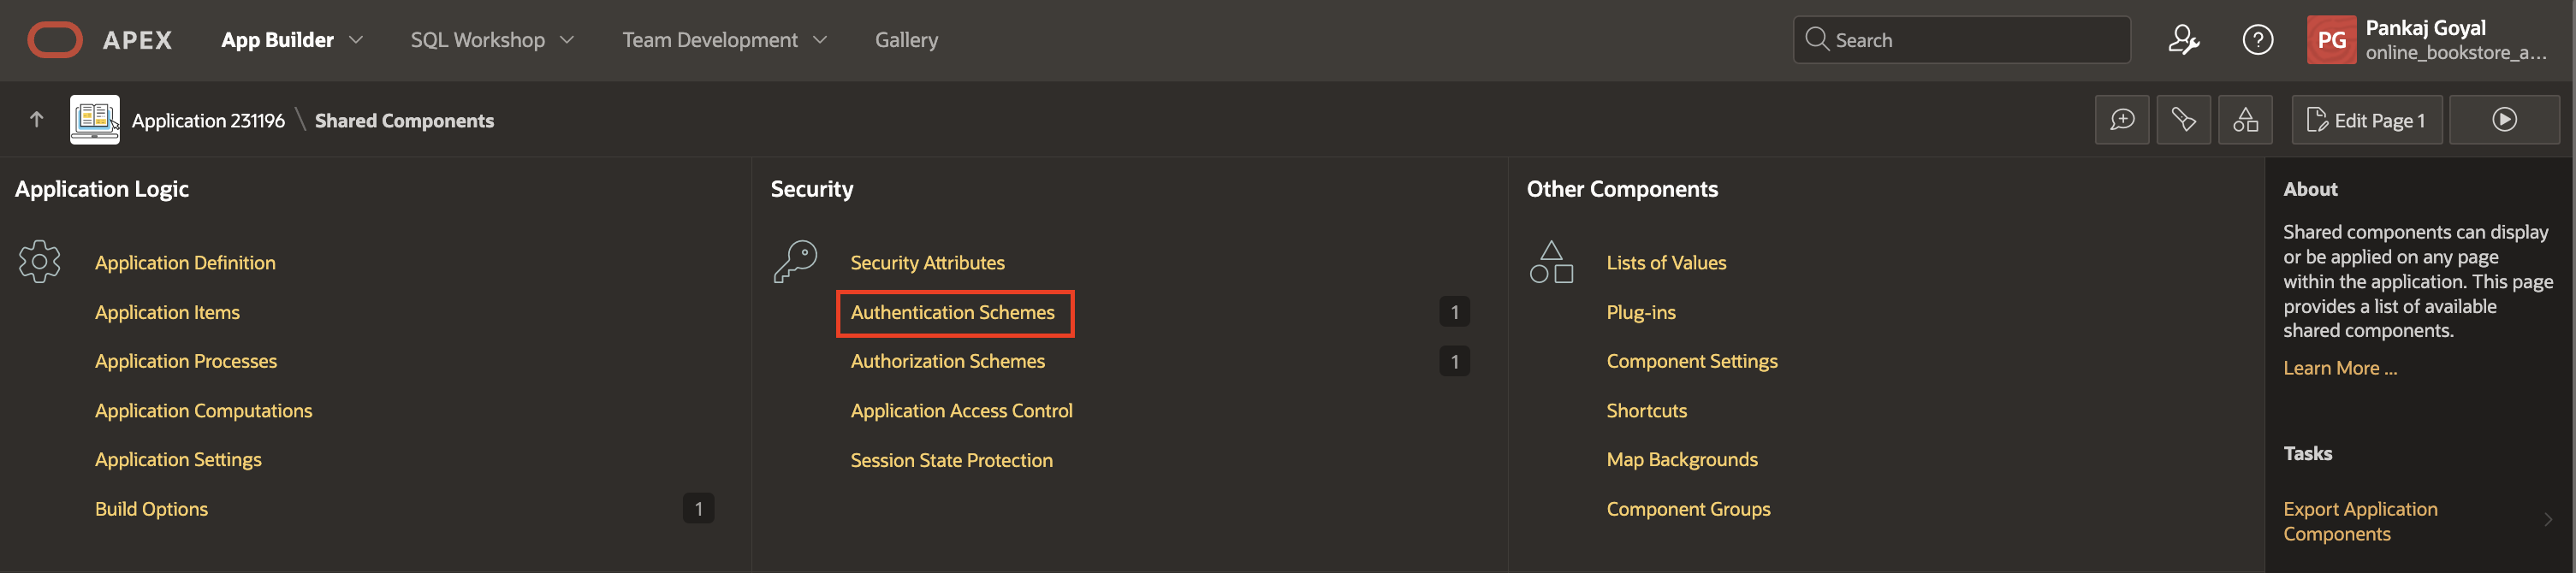 APEX
App Builder
SQL Workshop
Team Development
Gallery
Search
?
PG
Pankaj Goyal
online_bookstore_a...
Application 231196 \ Shared Components
Edit Page 1
Application Logic
Application Definition
Application Items
Application Processes
Application Computations
Application Settings
Build Options 1
Security
Security Attributes
Authentication Schemes 1
Authorization Schemes 1
Application Access Control
Session State Protection
Other Components
Lists of Values
Plug-ins
Component Settings
Shortcuts
Map Backgrounds
Component Groups
About
Shared components can display
or be applied on any page
within the application. This page
provides a list of available
shared components.
Learn More ...
Tasks
Export Application
Components